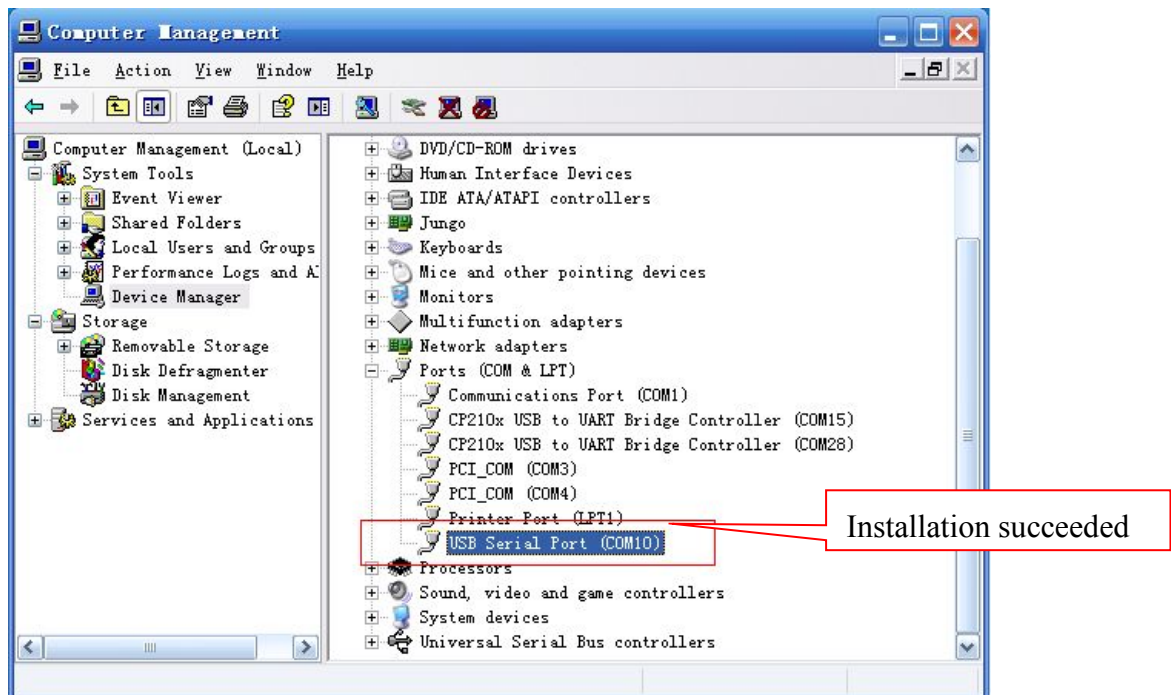 Computer Management
File Action View Window Help
Computer Management (Local)
System Tools
Event Viewer
Shared Folders
Local Users and Groups
Performance Logs and A
Device Manager
Storage
Removable Storage
Disk Defragmenter
Disk Management
Services and Applications
DVD/CD-ROM drives
Human Interface Devices
IDE ATA/ATAPI controllers
Jungo
Keyboards
Mice and other pointing devices
Monitors
Multifunction adapters
Network adapters
Ports (COM & LPT)
Communications Port (COM1)
CP210x USB to UART Bridge Controller (COM15)
CP210x USB to UART Bridge Controller (COM28)
PCI_COM (COM3)
PCI_COM (COM4)
Printer Port (LPT1)
USB Serial Port (COM10)
Processors
Sound, video and game controllers
System devices
Universal Serial Bus controllers
Installation succeeded